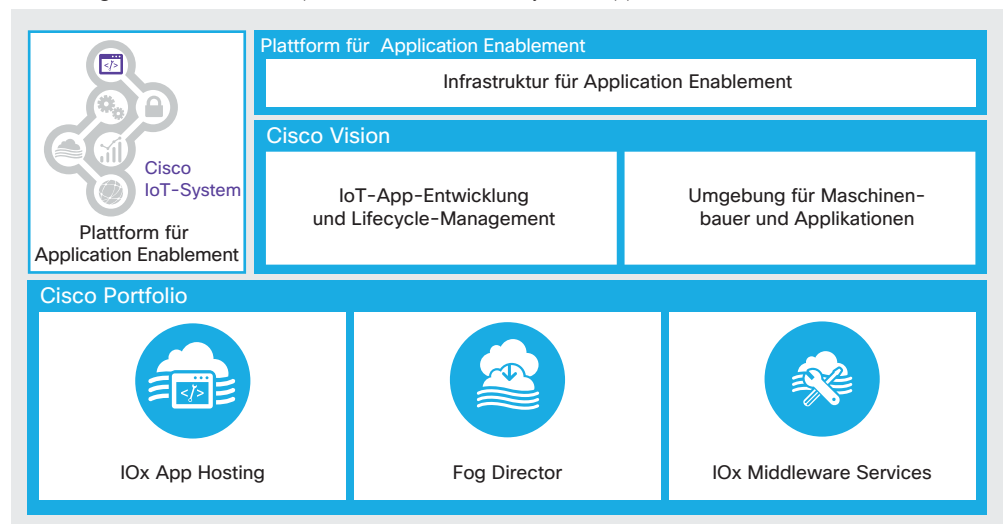 Plattform für Application Enablement
Infrastruktur für Application Enablement
Cisco
IoT-System
Plattform für
Application Enablement
Cisco Vision
IoT-App-Entwicklung
und Lifecycle-Management
Umgebung für Maschinen-
bauer und Applikationen
Cisco Portfolio
IOx App Hosting
Fog Director
IOx Middleware Services